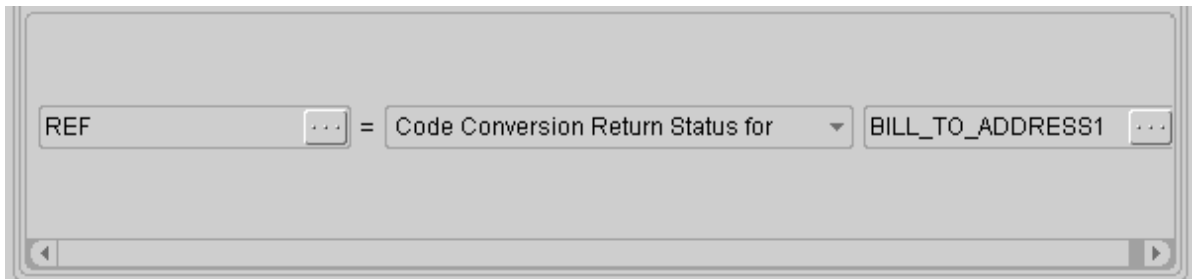 REF ... = Code Conversion Return Status for BILL_TO_ADDRESS1 ...